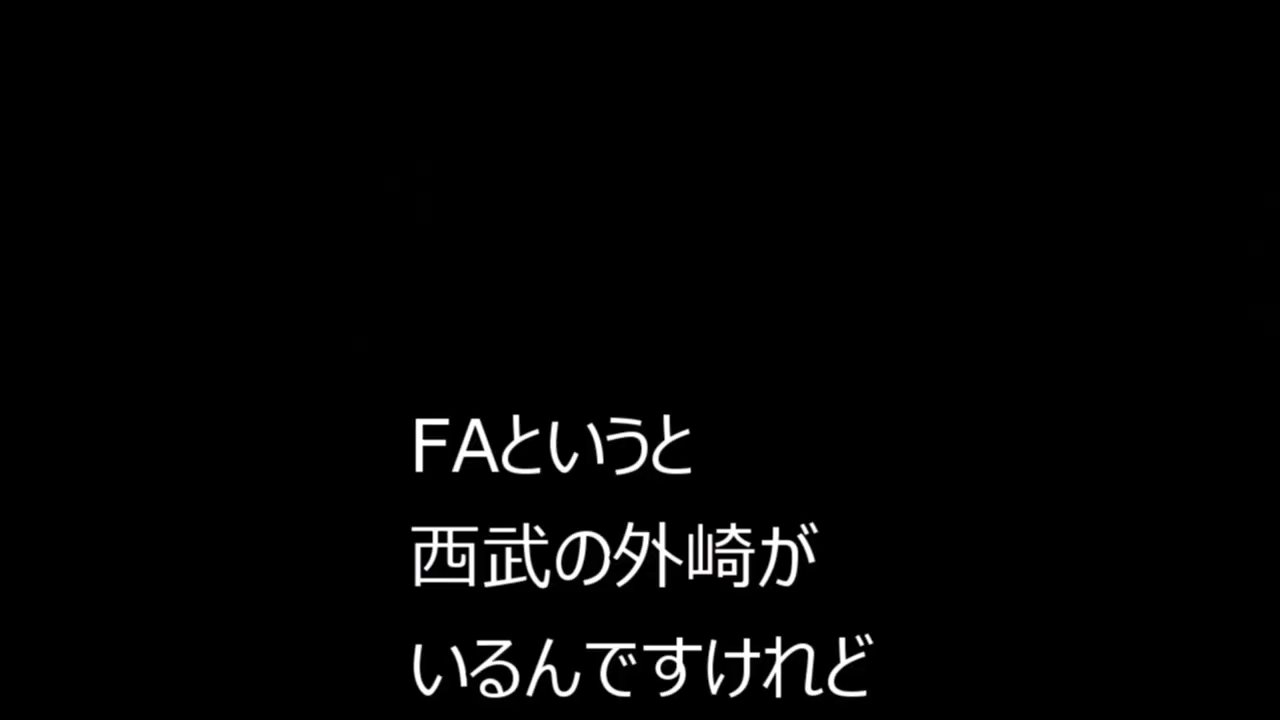 FAというと
西武の外崎が
いるんですけれど